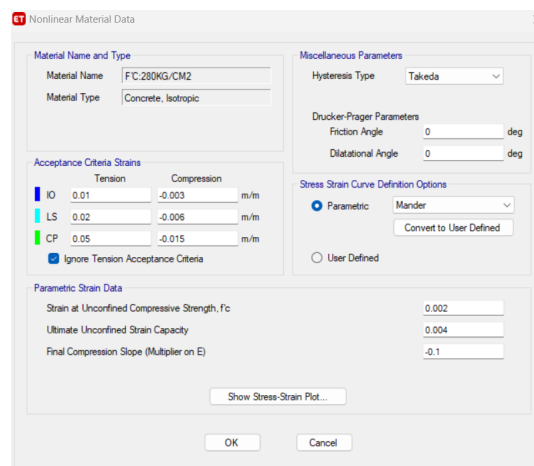 ET Nonlinear Material Data
Material Name and Type
Material Name F'C:280KG/CM2
Material Type Concrete, Isotropic
Miscellaneous Parameters
Hysteresis Type Takeda
Drucker-Prager Parameters
Friction Angle 0 deg
Dilatational Angle 0 deg
Acceptance Criteria Strains
Tension Compression
IO 0.01 -0.003 m/m
LS 0.02 -0.006 m/m
CP 0.05 -0.015 m/m
Ignore Tension Acceptance Criteria
Stress Strain Curve Definition Options
Parametric Mander
Convert to User Defined
User Defined
Parametric Strain Data
Strain at Unconfined Compressive Strength, f'c 0.002
Ultimate Unconfined Strain Capacity 0.004
Final Compression Slope (Multiplier on E) -0.1
Show Stress-Strain Plot...
OK Cancel